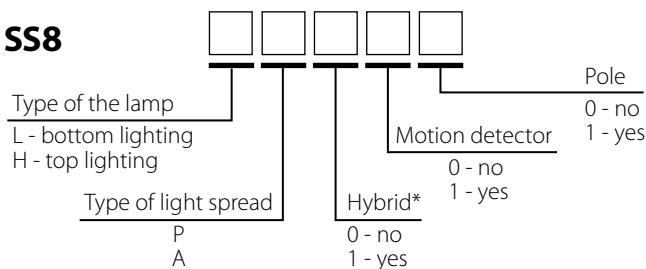 SS8
Type of the lamp
L - bottom lighting
H - top lighting
Type of light spread
P
A
Hybrid*
0 - no
1 - yes
Motion detector
0 - no
1 - yes
Pole
0 - no
1 - yes